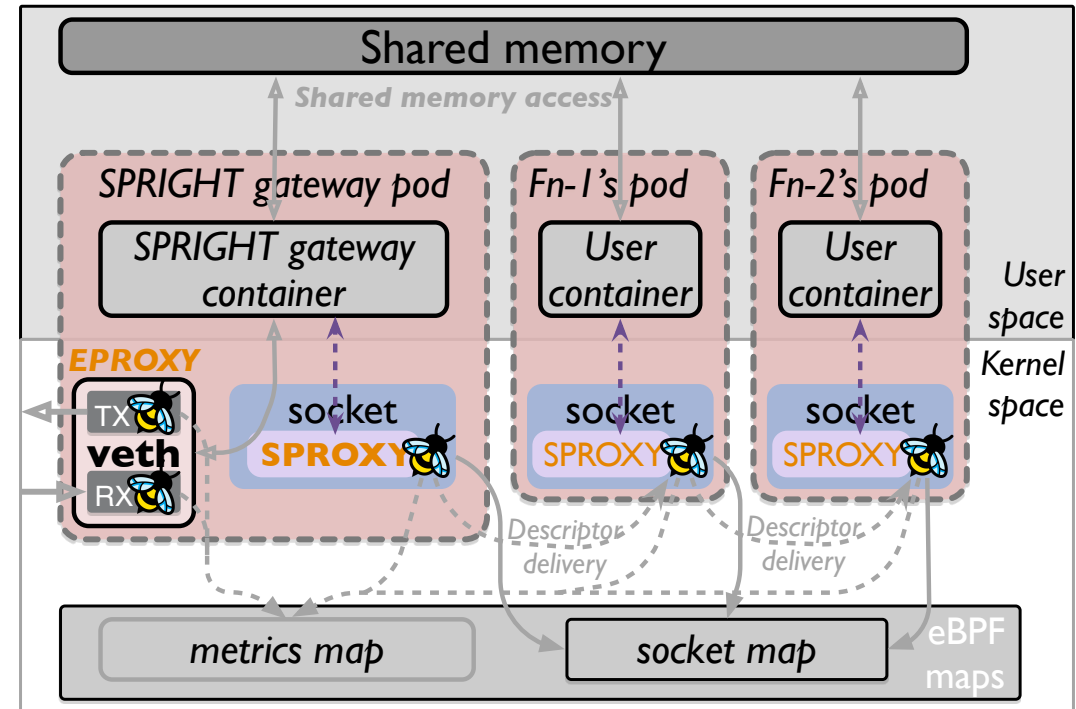 Shared memory
Shared memory access
SPRIGHT gateway pod
Fn-1's pod
Fn-2's pod
SPRIGHT gateway
container
User
container
User
container
User
space
EPROXY
Kernel
space
TX
veth
RX
socket
SPROXY
socket
SPROXY
socket
SPROXY
Descriptor
delivery
Descriptor
delivery
metrics map
socket map
eBPF
maps